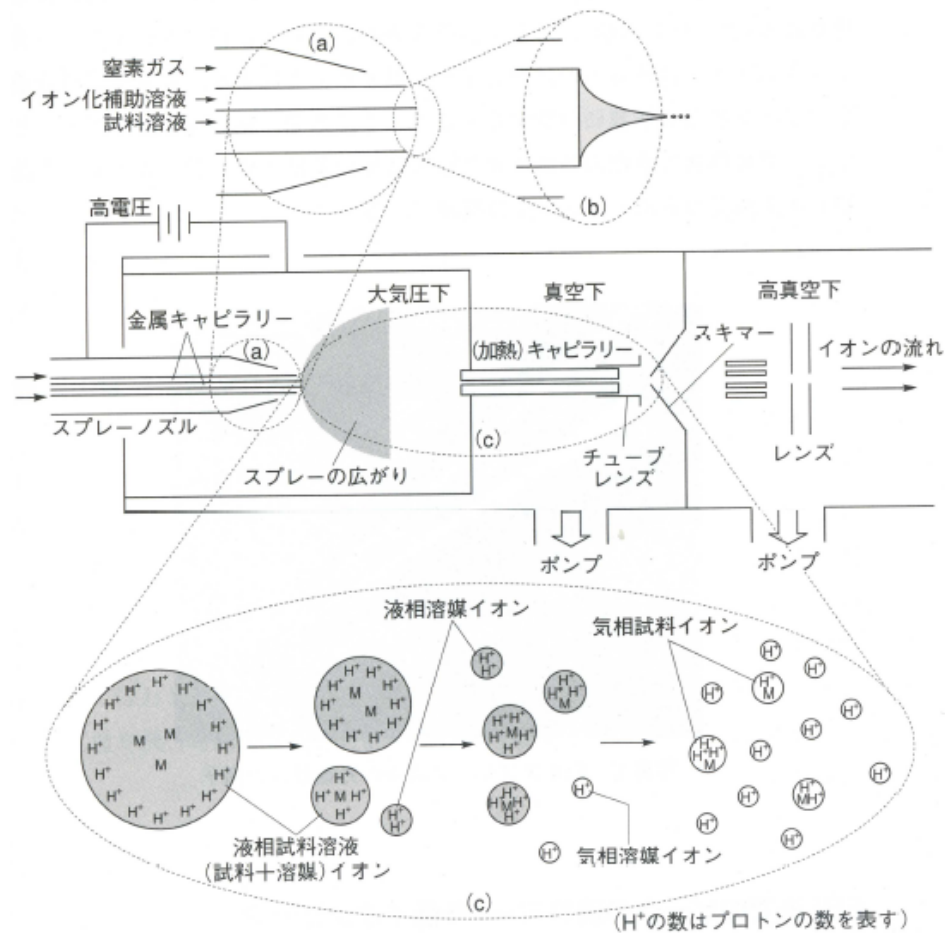 (a)
窒素ガス
イオン化補助溶液
試料溶液
(b)
高電圧
大気圧下
真空下
高真空下
金属キャピラリー
(a)
(加熱)キャピラリー
スキマー
イオンの流れ
スプレーノズル
(c)
スプレーの広がり
チューブ
レンズ
レンズ
ポンプ
ポンプ
液相溶媒イオン
気相試料イオン
H⁺ H⁺ H⁺ H⁺ H⁺ H⁺ H⁺ H⁺ H⁺ H⁺ H⁺ H⁺ H⁺ H⁺ H⁺ H⁺
M M M
H⁺ H⁺ H⁺ H⁺ H⁺ H⁺ H⁺ H⁺ H⁺
M M
H⁺ H⁺ M H⁺ H⁺
H⁺ H⁺
液相試料溶液
(試料+溶媒)イオン
気相溶媒イオン
(c)
(H⁺の数はプロトンの数を表す)